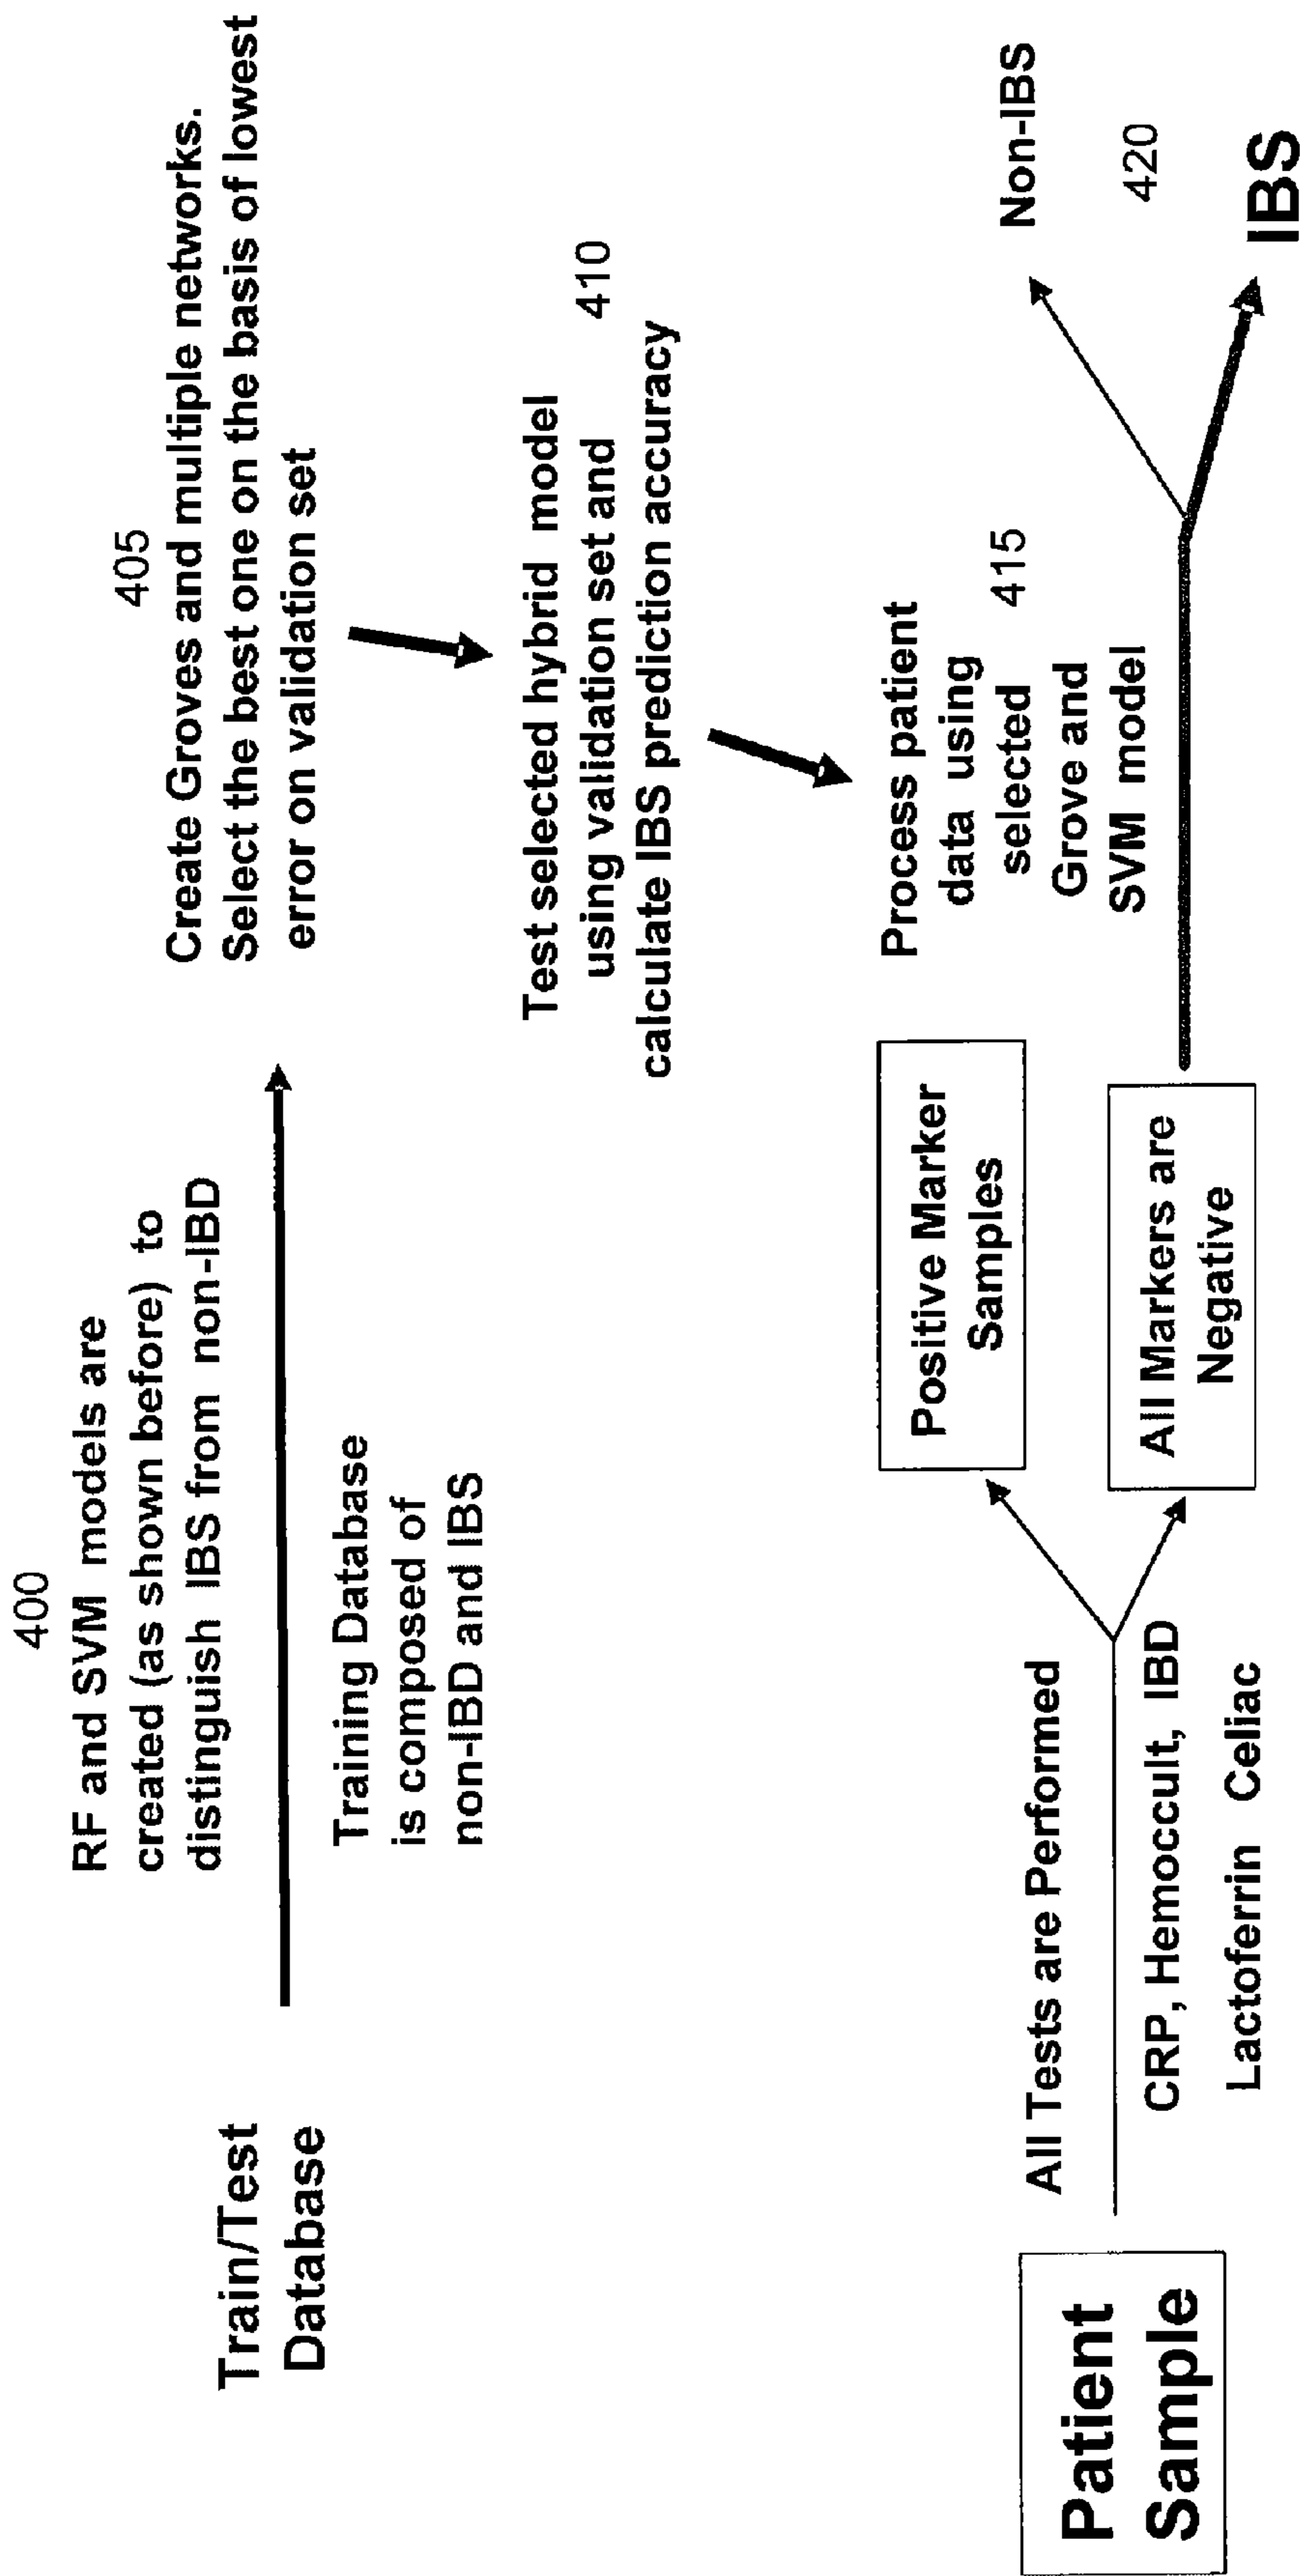 400
RF and SVM models are
created (as shown before) to
distinguish IBS from non-IBD
Train/Test
Database
Training Database
is composed of
non-IBD and IBS
405
Create Groves and multiple networks.
Select the best one on the basis of lowest
error on validation set
Test selected hybrid model
using validation set and
calculate IBS prediction accuracy
410
Patient
Sample
All Tests are Performed
CRP, Hemoccult, IBD
Lactoferrin Celiac
Positive Marker
Samples
All Markers are
Negative
Process patient
data using
selected
Grove and
SVM model
415
Non-IBS
420
IBS